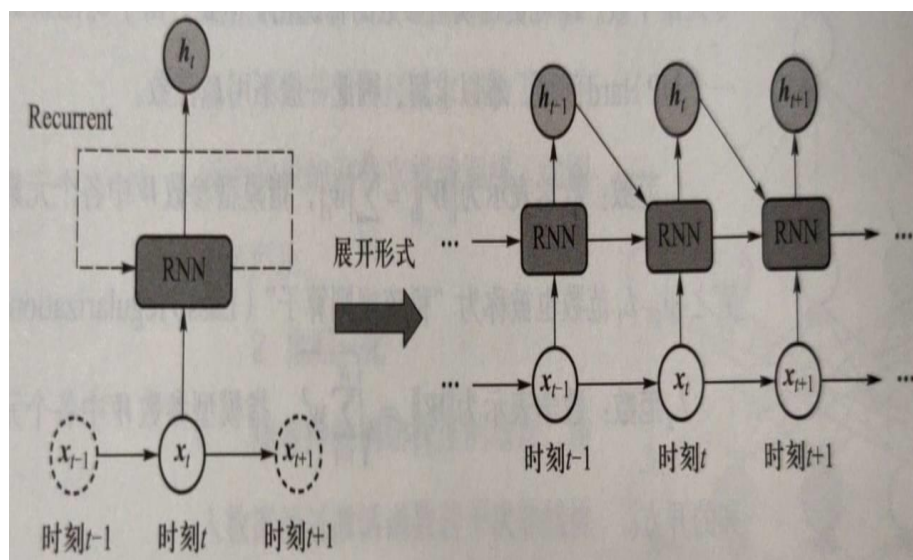 h_t
Recurrent
RNN
x_{t-1} x_t x_{t+1}
时刻t-1 时刻t 时刻t+1
展开形式
h_{t-1} h_t h_{t+1}
... RNN RNN RNN ...
... x_{t-1} x_t x_{t+1} ...
时刻t-1 时刻t 时刻t+1